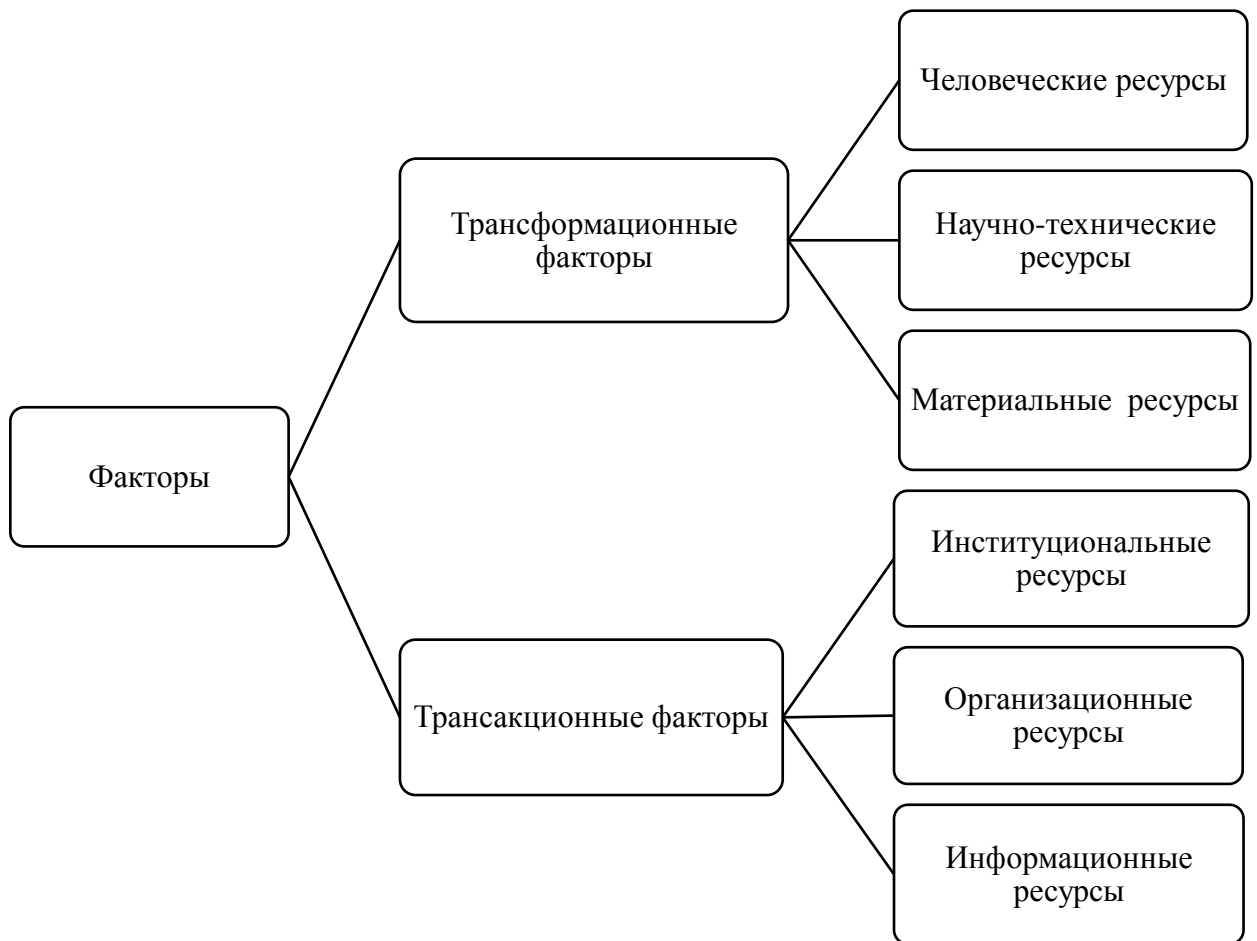 Человеческие ресурсы
Трансформационные
факторы
Научно-технические
ресурсы
Материальные ресурсы
Факторы
Институциональные
ресурсы
Трансакционные факторы
Организационные
ресурсы
Информационные
ресурсы